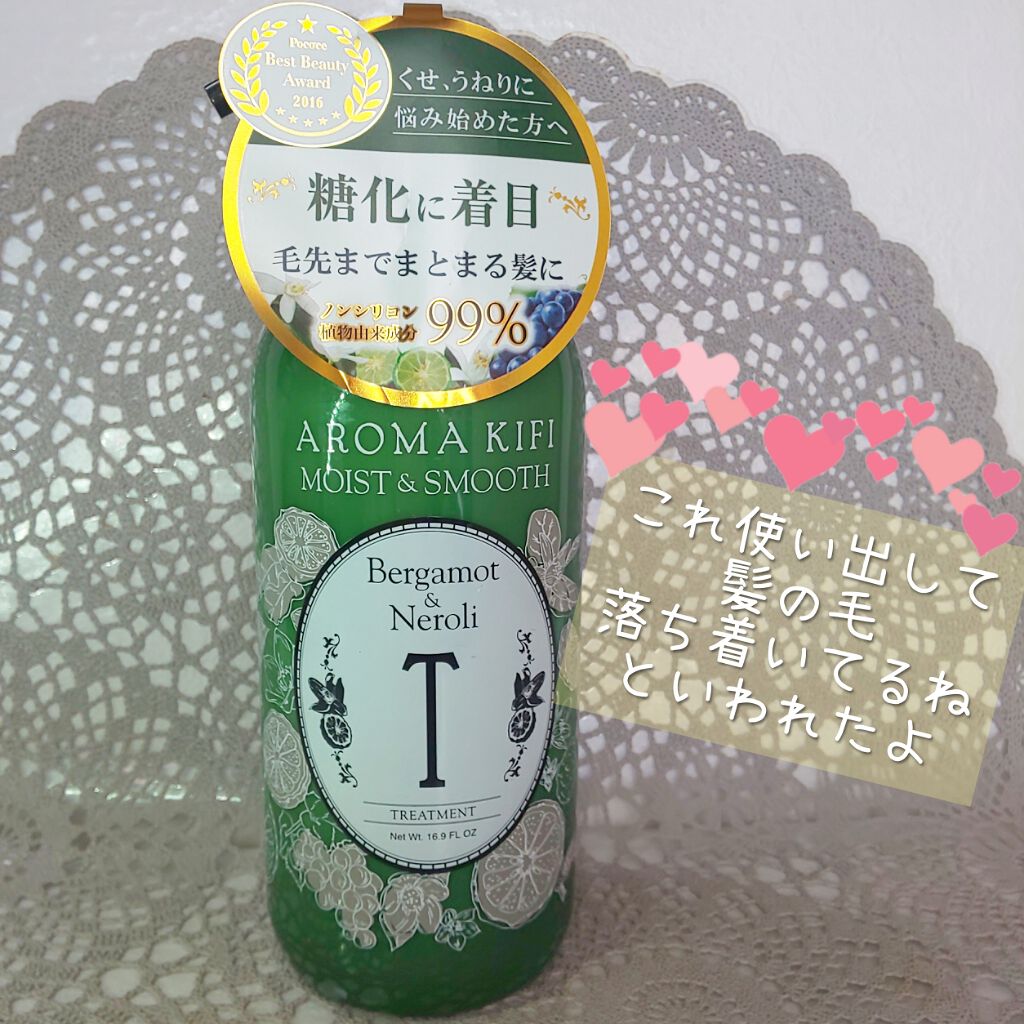 Pococe
Best Beauty
Award
2016
くせ、うねりに
悩み始めた方へ
糖化に着目
毛先までまとまる髪に
ノンシリコン
植物由来成分
99%
AROMA KIFI
MOIST & SMOOTH
Bergamot
&
Neroli
T
TREATMENT
Net Wt. 16.9 FL OZ
これ使い出して
髪の毛
落ち着いてるね
といわれたよ